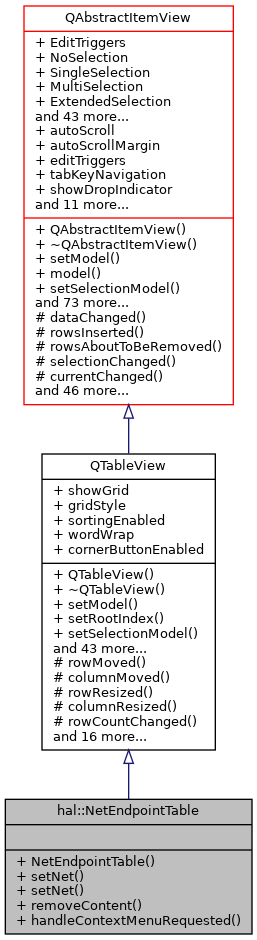 QAbstractItemView
+ EditTriggers
+ NoSelection
+ SingleSelection
+ MultiSelection
+ ExtendedSelection
and 43 more...
+ autoScroll
+ autoScrollMargin
+ editTriggers
+ tabKeyNavigation
+ showDropIndicator
and 11 more...
+ QAbstractItemView()
+ ~QAbstractItemView()
+ setModel()
+ model()
+ setSelectionModel()
and 73 more...
# dataChanged()
# rowsInserted()
# rowsAboutToBeRemoved()
# selectionChanged()
# currentChanged()
and 46 more...
QTableView
+ showGrid
+ gridStyle
+ sortingEnabled
+ wordWrap
+ cornerButtonEnabled
+ QTableView()
+ ~QTableView()
+ setModel()
+ setRootIndex()
+ setSelectionModel()
and 43 more...
# rowMoved()
# columnMoved()
# rowResized()
# columnResized()
# rowCountChanged()
and 16 more...
hal::NetEndpointTable
+ NetEndpointTable()
+ setNet()
+ setNet()
+ removeContent()
+ handleContextMenuRequested()